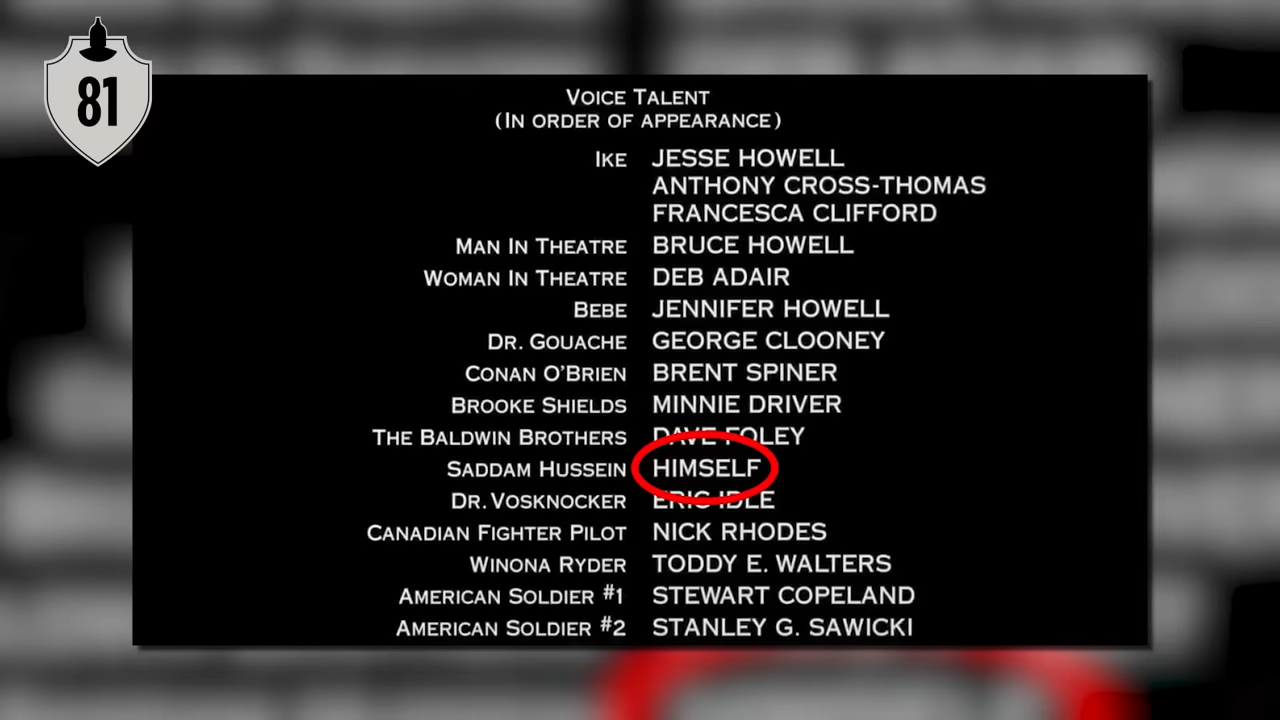 81
VOICE TALENT
(IN ORDER OF APPEARANCE)
IKE JESSE HOWELL
ANTHONY CROSS-THOMAS
FRANCESCA CLIFFORD
MAN IN THEATRE BRUCE HOWELL
WOMAN IN THEATRE DEB ADAIR
BEBE JENNIFER HOWELL
DR. GOUACHE GEORGE CLOONEY
CONAN O'BRIEN BRENT SPINER
BROOKE SHIELDS MINNIE DRIVER
THE BALDWIN BROTHERS DAVE FOLEY
SADDAM HUSSEIN HIMSELF
DR. VOSKNOCKER ERIC IDLE
CANADIAN FIGHTER PILOT NICK RHODES
WINONA RYDER TODDY E. WALTERS
AMERICAN SOLDIER #1 STEWART COPELAND
AMERICAN SOLDIER #2 STANLEY G. SAWICKI